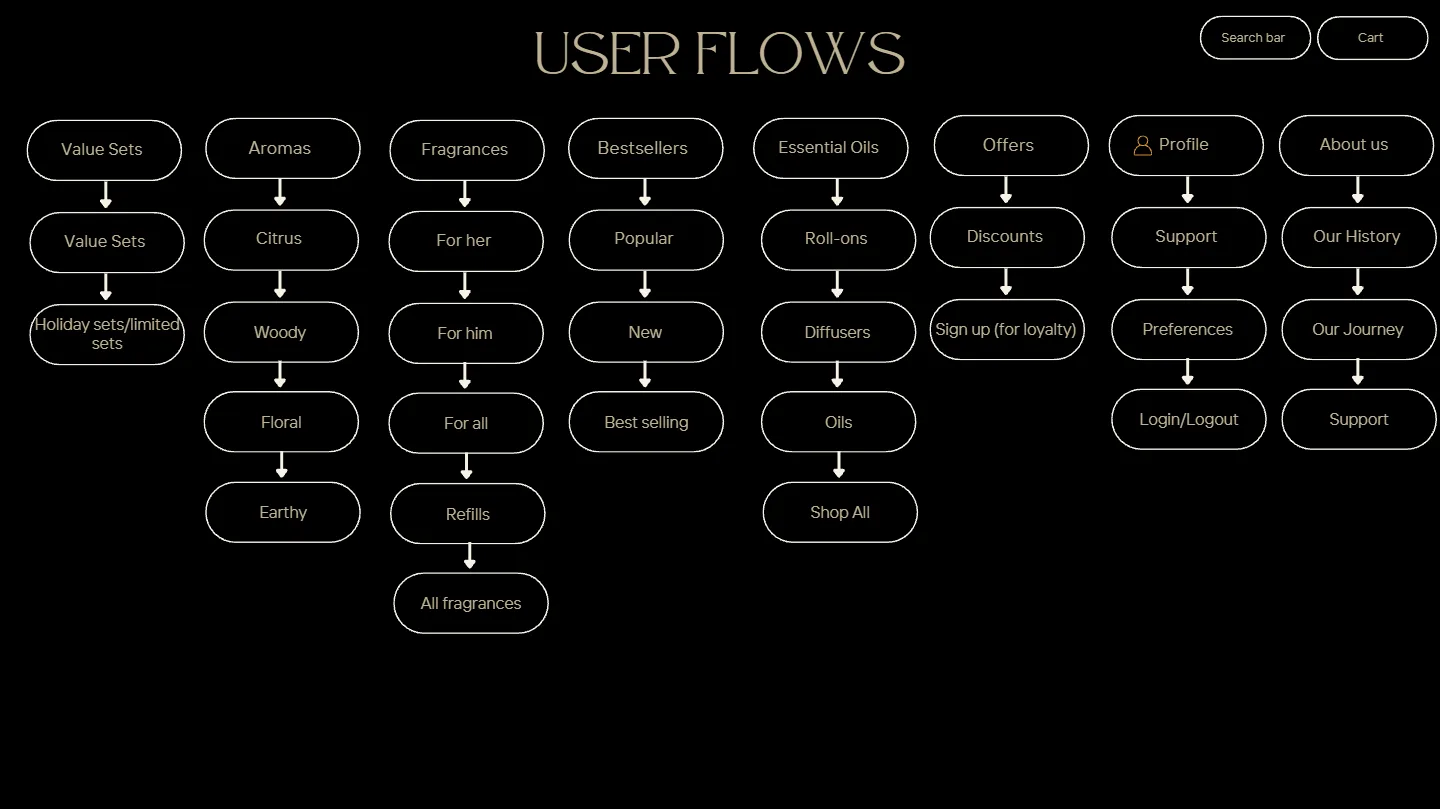 USER FLOWS
Search bar
Cart
Value Sets
Aromas
Fragrances
Bestsellers
Essential Oils
Offers
Profile
About us
Value Sets
Citrus
For her
Popular
Roll-ons
Discounts
Support
Our History
Holiday sets/limited
sets
Woody
For him
New
Diffusers
Sign up (for loyalty)
Preferences
Our Journey
Floral
For all
Best selling
Oils
Login/Logout
Support
Earthy
Refills
Shop All
All fragrances